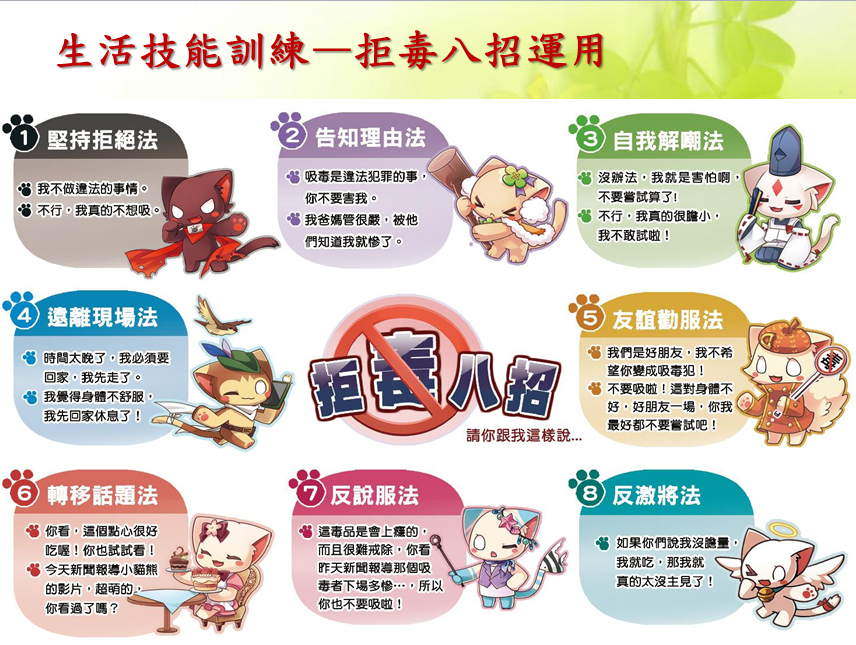 生活技能訓練—拒毒八招運用
1 堅持拒絕法
我不做違法的事情。
不行，我真的不想吸。
2 告知理由法
吸毒是違法犯罪的事，
你不要害我。
我爸媽管很嚴，被他
們知道我就慘了。
3 自我解嘲法
沒辦法，我就是害怕啊，
不要嘗試算了!
不行，我真的很膽小，
我不敢試啦！
4 遠離現場法
時間太晚了，我必須要
回家，我先走了。
我覺得身體不舒服，
我先回家休息了！
拒毒八招
請你跟我這樣說...
5 友誼勸服法
我們是好朋友，我不希
望你變成吸毒犯！
不要吸啦！這對身體不
好，好朋友一場，你我
最好都不要嘗試吧！
毒
6 轉移話題法
你看，這個點心很好
吃喔！你也試試看！
今天新聞報導小貓熊
的影片，超萌的，
你看過了嗎？
7 反說服法
這毒品是會上癮的，
而且很難戒除，你看
昨天新聞報導那個吸
毒者下場多慘…，所以
你也不要吸啦！
8 反激將法
如果你們說我沒膽量，
我就吃，那我就
真的太沒主見了！